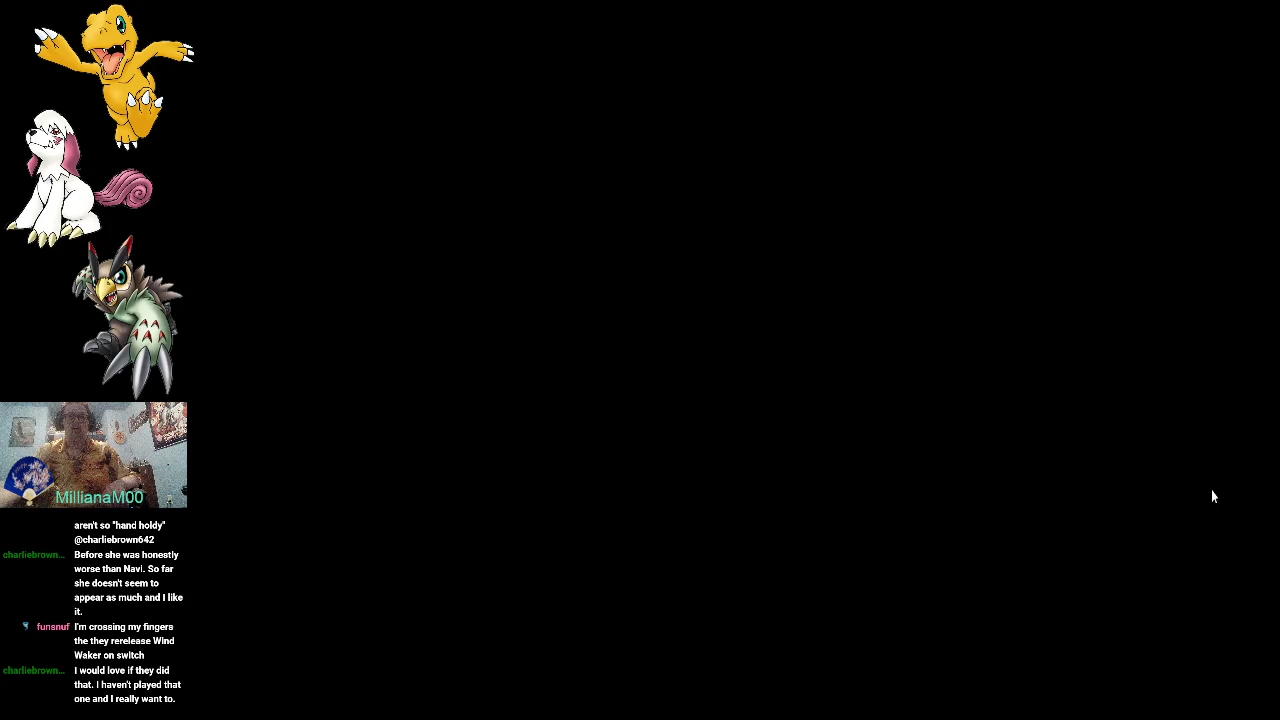 MillianaM00
aren't so "hand holdy"
@charliebrown642
charliebrown... Before she was honestly
worse than Navi. So far
she doesn't seem to
appear as much and I like
it.
funsnuf I'm crossing my fingers
the they rerelease Wind
Waker on switch
charliebrown... I would love if they did
that. I haven't played that
one and I really want to.